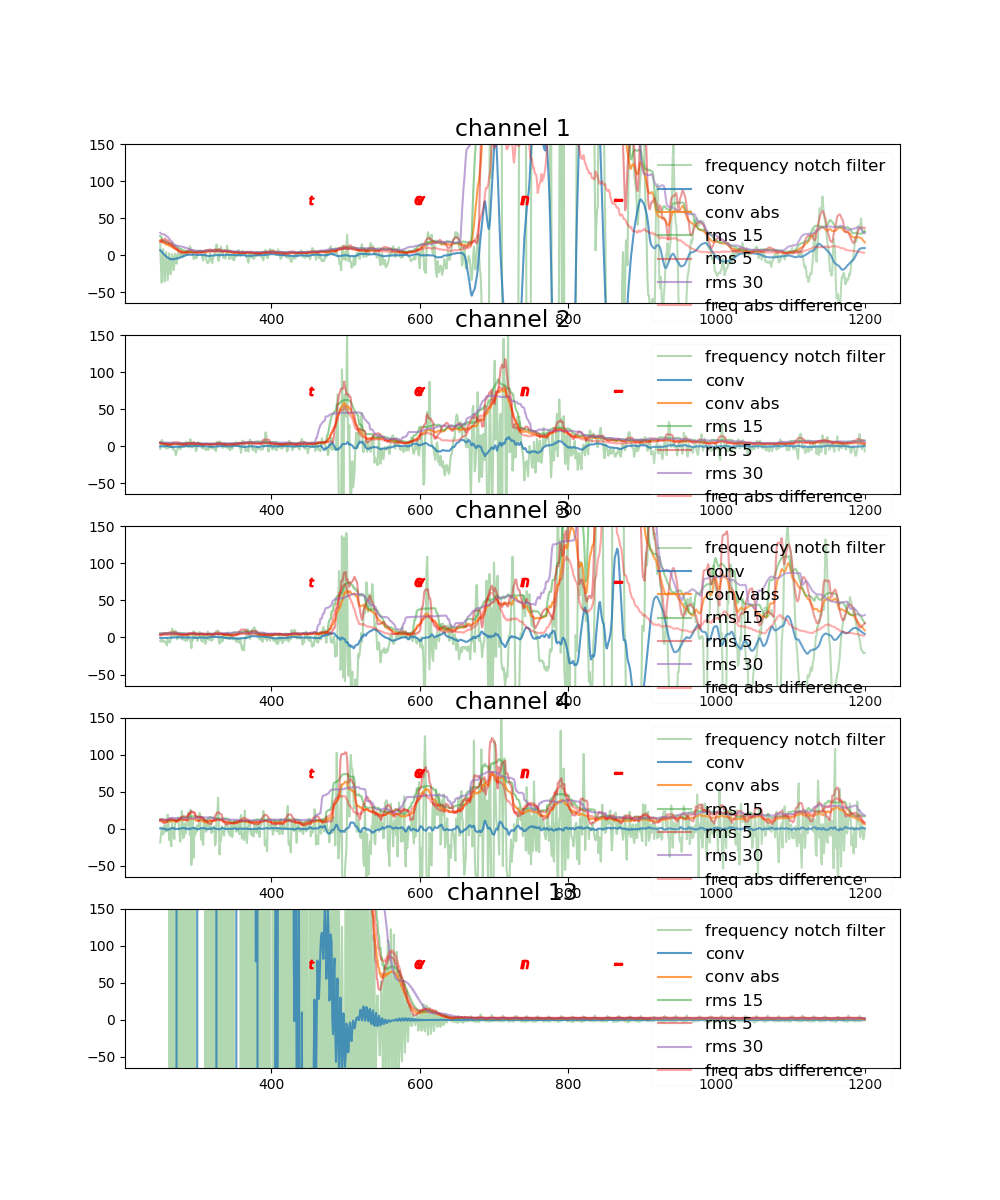 channel 1
150
100
50
0
−50
t
n
−
frequency notch filter
conv
conv abs
rms 15
rms 5
rms 30
freq abs difference
400 600 800 1000 1200
channel 2
150
100
50
0
−50
t
n
−
frequency notch filter
conv
conv abs
rms 15
rms 5
rms 30
freq abs difference
400 600 800 1000 1200
channel 3
150
100
50
0
−50
t
n
−
frequency notch filter
conv
conv abs
rms 15
rms 5
rms 30
freq abs difference
400 600 800 1000 1200
channel 4
150
100
50
0
−50
t
n
−
frequency notch filter
conv
conv abs
rms 15
rms 5
rms 30
freq abs difference
400 600 800 1000 1200
channel 13
150
100
50
0
−50
t
n
−
frequency notch filter
conv
conv abs
rms 15
rms 5
rms 30
freq abs difference
400 600 800 1000 1200